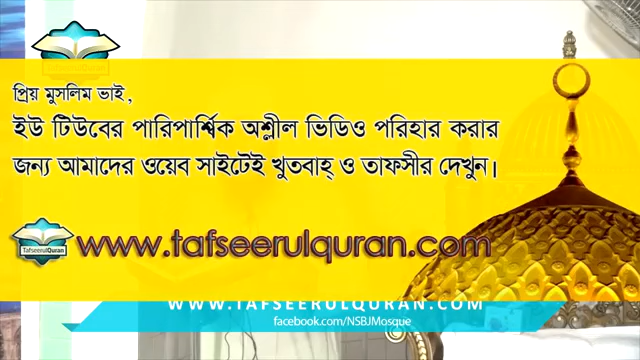 প্রিয় মুসলিম ভাই,
ইউ টিউবের পারিপার্শ্বিক অশ্লীল ভিডিও পরিহার করার
জন্য আমাদের ওয়েব সাইটেই খুতবাহ্ ও তাফসীর দেখুন।
TafseerulQuran
www.tafseerulquran.com
WWW.TAFSEERULQURAN.COM
facebook.com/NSBJMosque